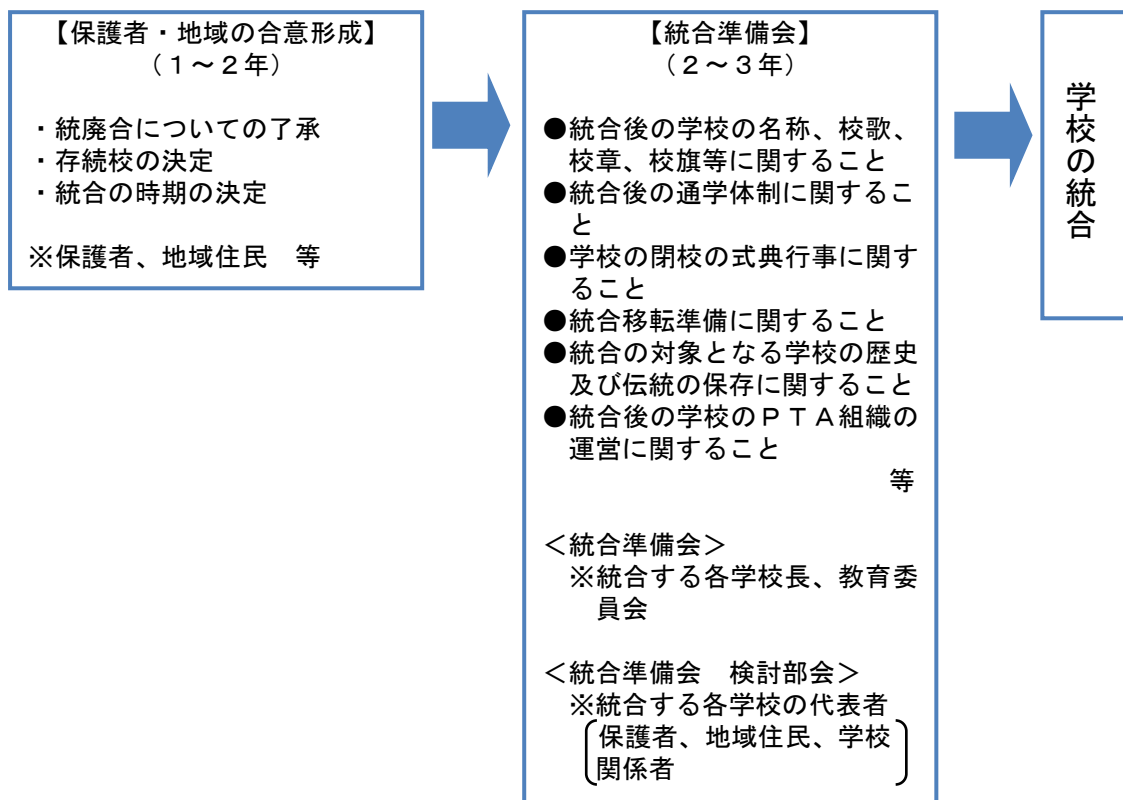 【保護者・地域の合意形成】
（１～２年）
・統廃合についての了承
・存続校の決定
・統合の時期の決定
※保護者、地域住民　等
【統合準備会】
（２～３年）
●統合後の学校の名称、校歌、
校章、校旗等に関すること
●統合後の通学体制に関するこ
と
●学校の閉校の式典行事に関す
ること
●統合移転準備に関すること
●統合の対象となる学校の歴史
及び伝統の保存に関すること
●統合後の学校のＰＴＡ組織の
運営に関すること
等
＜統合準備会＞
※統合する各学校長、教育委
員会
＜統合準備会　検討部会＞
※統合する各学校の代表者
保護者、地域住民、学校
関係者
学校の統合